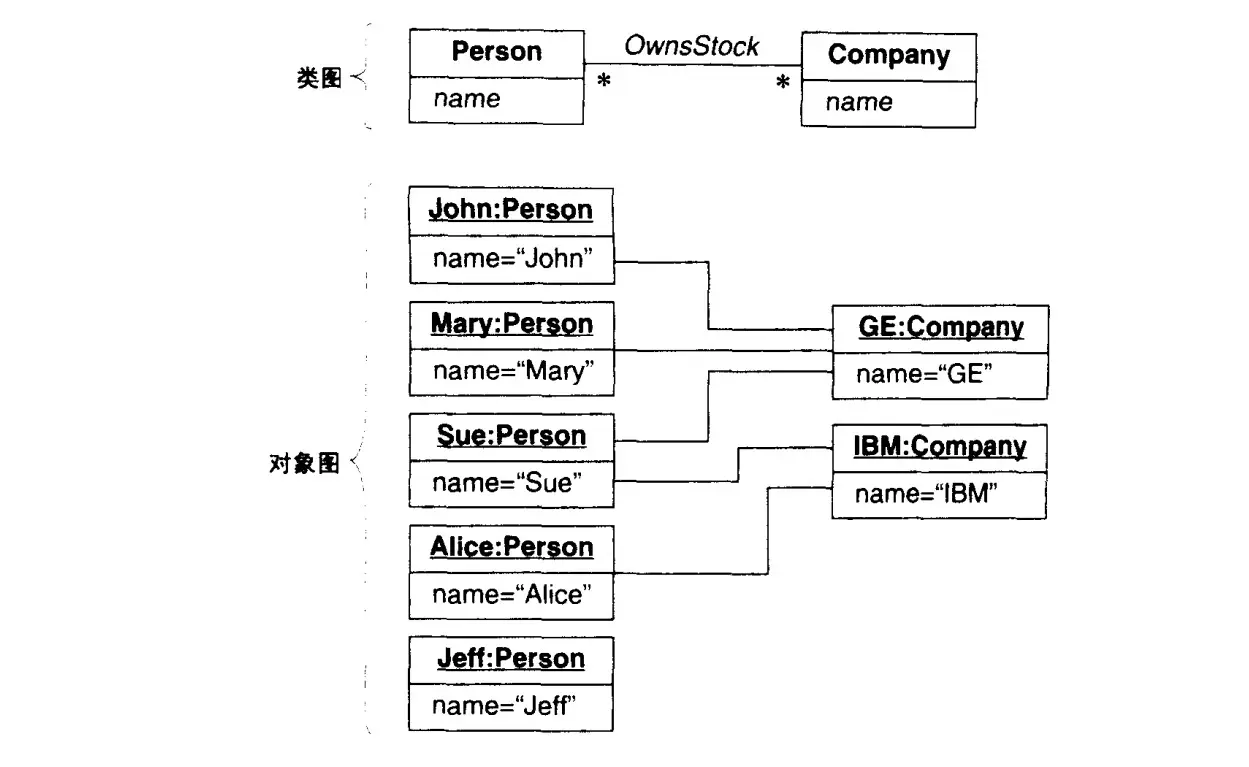 类图
Person
name
OwnsStock
*
*
Company
name
对象图
John:Person
name=“John”
Mary:Person
name=“Mary”
Sue:Person
name=“Sue”
Alice:Person
name=“Alice”
Jeff:Person
name=“Jeff”
GE:Company
name=“GE”
IBM:Company
name=“IBM”